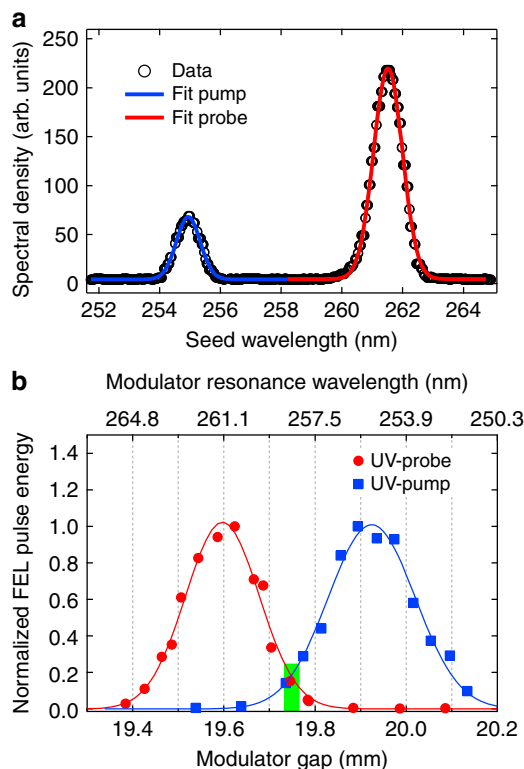 a
Spectral density (arb. units)
250
200
150
100
50
0
Data
Fit pump
Fit probe
252 254 256 258 260 262 264
Seed wavelength (nm)
b
Modulator resonance wavelength (nm)
264.8 261.1 257.5 253.9 250.3
Normalized FEL pulse energy
1.4
1.2
1.0
0.8
0.6
0.4
0.2
0.0
UV-probe
UV-pump
19.4 19.6 19.8 20.0 20.2
Modulator gap (mm)